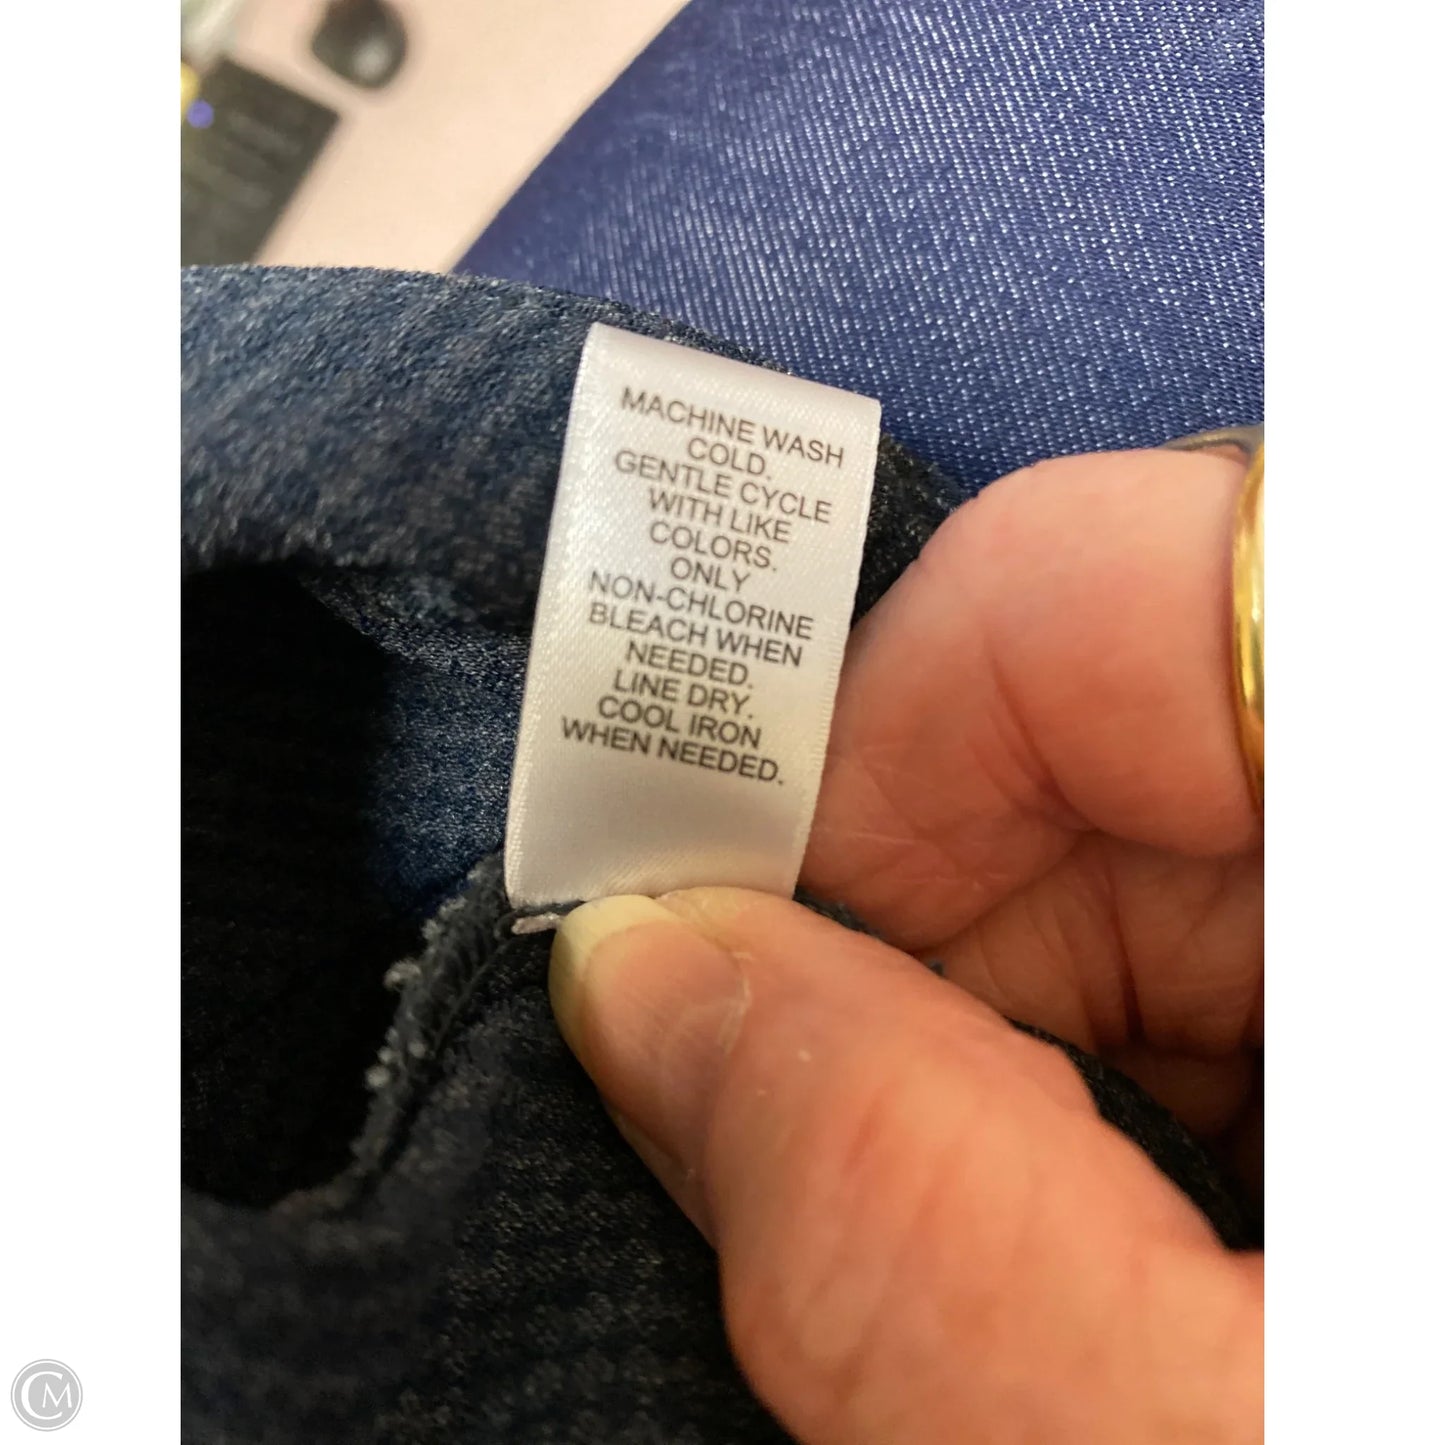 MACHINE WASH
COLD.
GENTLE CYCLE
WITH LIKE
COLORS.
ONLY
NON-CHLORINE
BLEACH WHEN
NEEDED.
LINE DRY.
COOL IRON
WHEN NEEDED.
CM